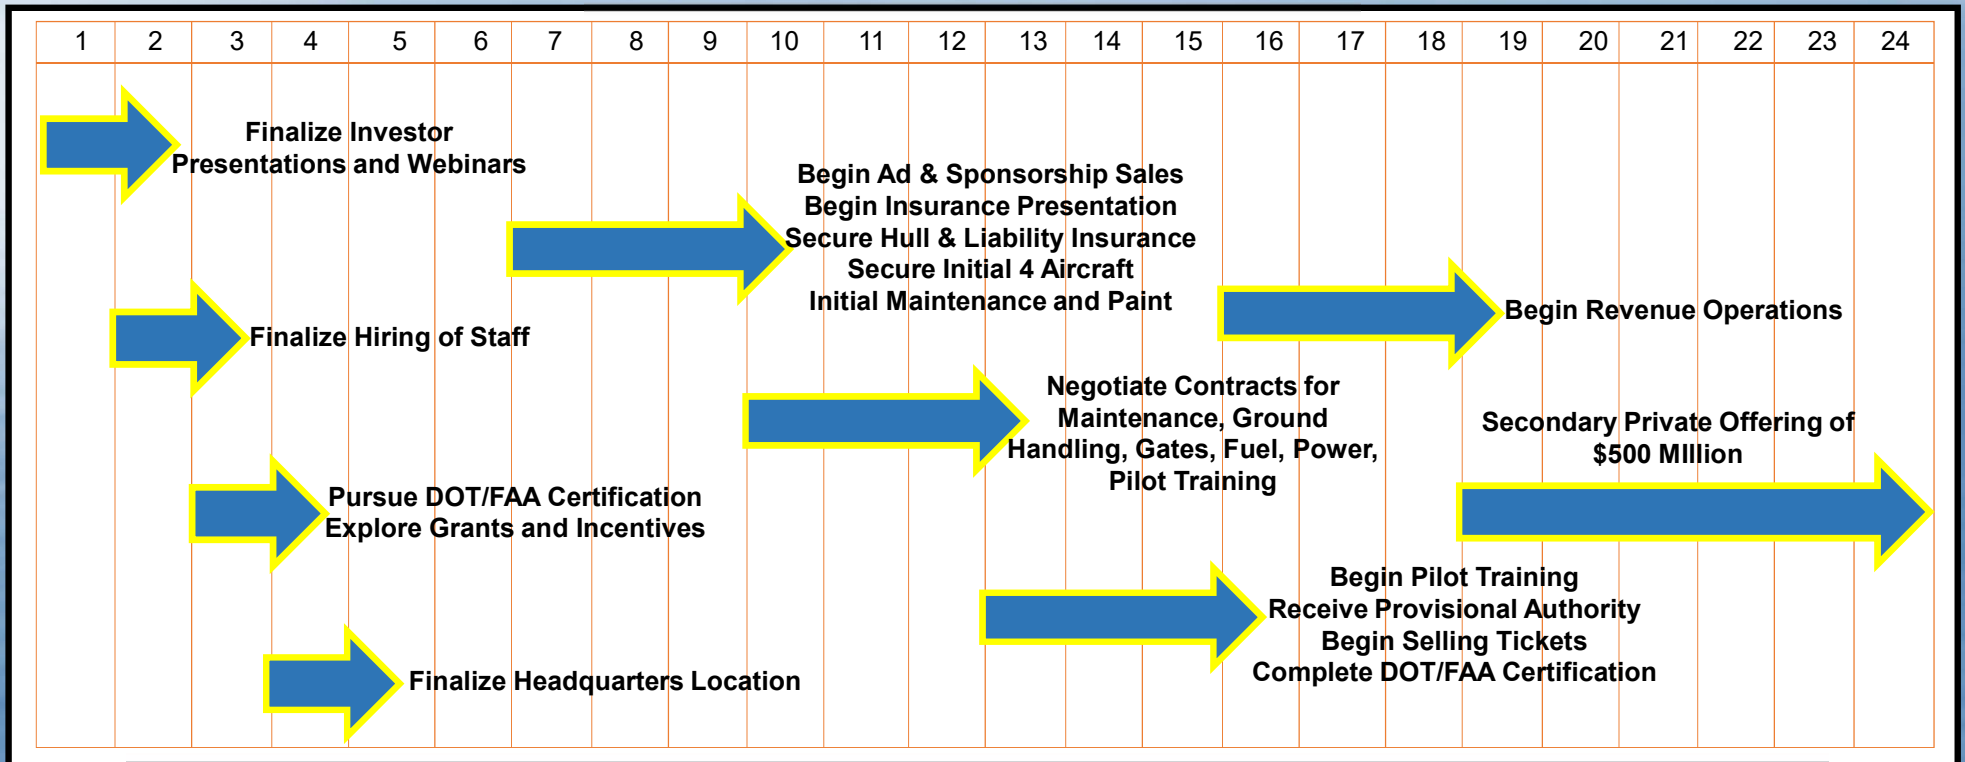 1 2 3 4 5 6 7 8 9 10 11 12 13 14 15 16 17 18 19 20 21 22 23 24
Finalize Investor
Presentations and Webinars
Begin Ad & Sponsorship Sales
Begin Insurance Presentation
Secure Hull & Liability Insurance
Secure Initial 4 Aircraft
Initial Maintenance and Paint
Begin Revenue Operations
Finalize Hiring of Staff
Negotiate Contracts for
Maintenance, Ground
Handling, Gates, Fuel, Power,
Pilot Training
Secondary Private Offering of
$500 MIllion
Pursue DOT/FAA Certification
Explore Grants and Incentives
Begin Pilot Training
Receive Provisional Authority
Begin Selling Tickets
Complete DOT/FAA Certification
Finalize Headquarters Location